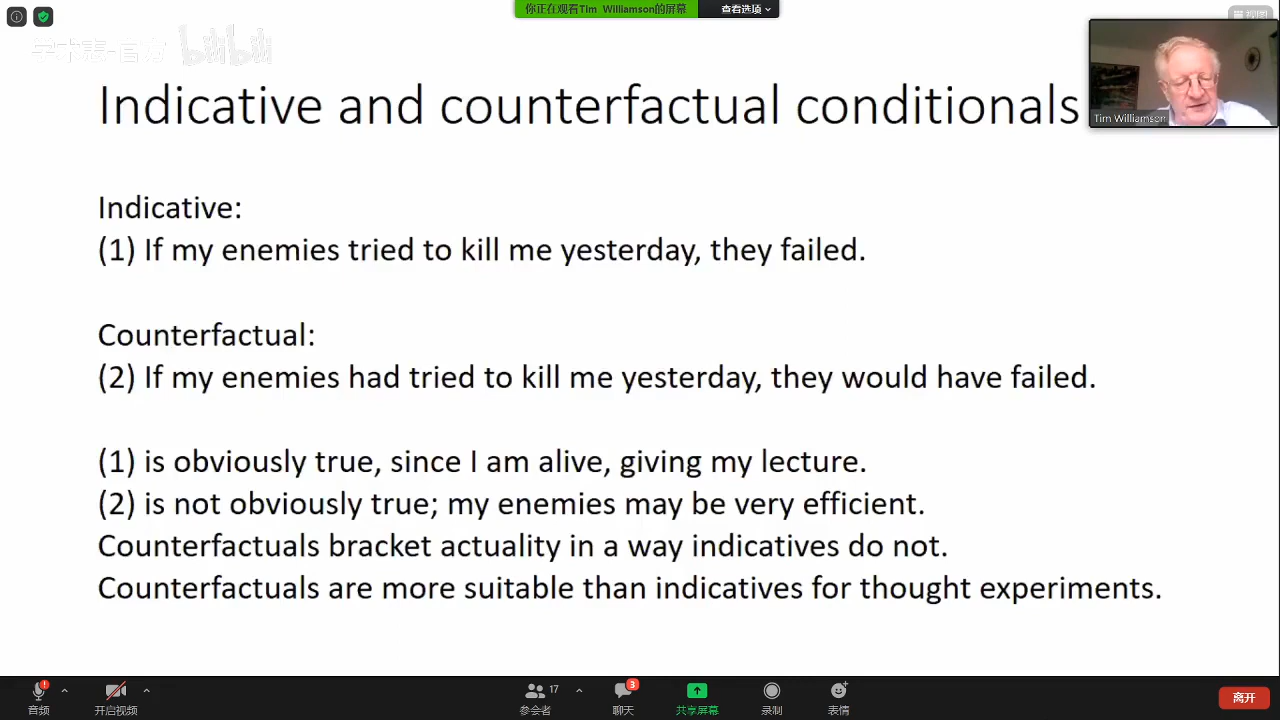 你正在观看Tim Williamson的屏幕
查看选项
视图
bilibili
Tim Williamson
Indicative and counterfactual conditionals
Indicative:
(1) If my enemies tried to kill me yesterday, they failed.
Counterfactual:
(2) If my enemies had tried to kill me yesterday, they would have failed.
(1) is obviously true, since I am alive, giving my lecture.
(2) is not obviously true; my enemies may be very efficient.
Counterfactuals bracket actuality in a way indicatives do not.
Counterfactuals are more suitable than indicatives for thought experiments.
17
3
音频
开启视频
参会者
聊天
共享屏幕
录制
表情
离开